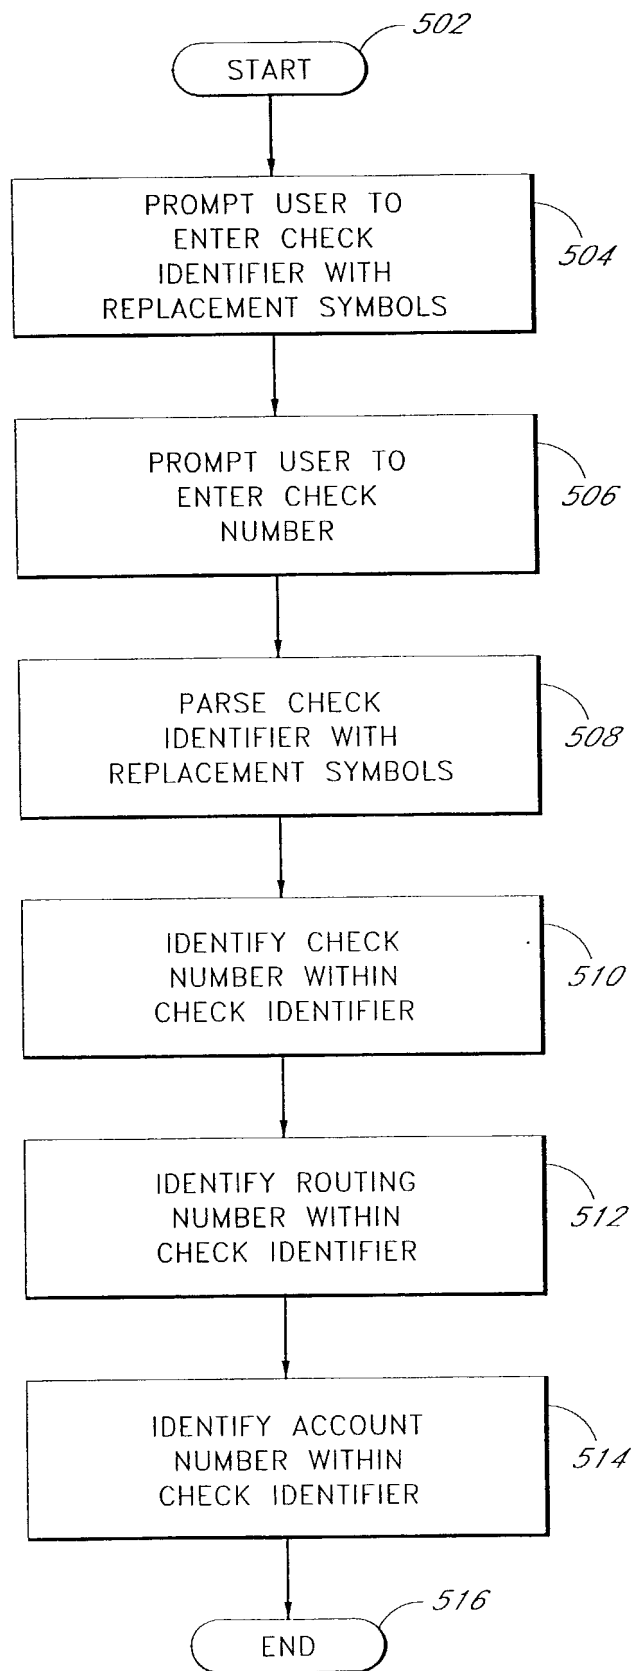 502
START
PROMPT USER TO
ENTER CHECK
IDENTIFIER WITH
REPLACEMENT SYMBOLS
504
PROMPT USER TO
ENTER CHECK
NUMBER
506
PARSE CHECK
IDENTIFIER WITH
REPLACEMENT SYMBOLS
508
IDENTIFY CHECK
NUMBER WITHIN
CHECK IDENTIFIER
510
IDENTIFY ROUTING
NUMBER WITHIN
CHECK IDENTIFIER
512
IDENTIFY ACCOUNT
NUMBER WITHIN
CHECK IDENTIFIER
514
516
END